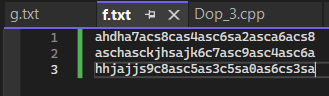 g.txt f.txt Dop_3.cpp
1 ahdha7acs8cas4asc6sa2asca6acs8
2 aschasckjhsajk6c7asc9asc4asc6a
3 hhjajjs9c8asc5as3c5sa0as6cs3sa